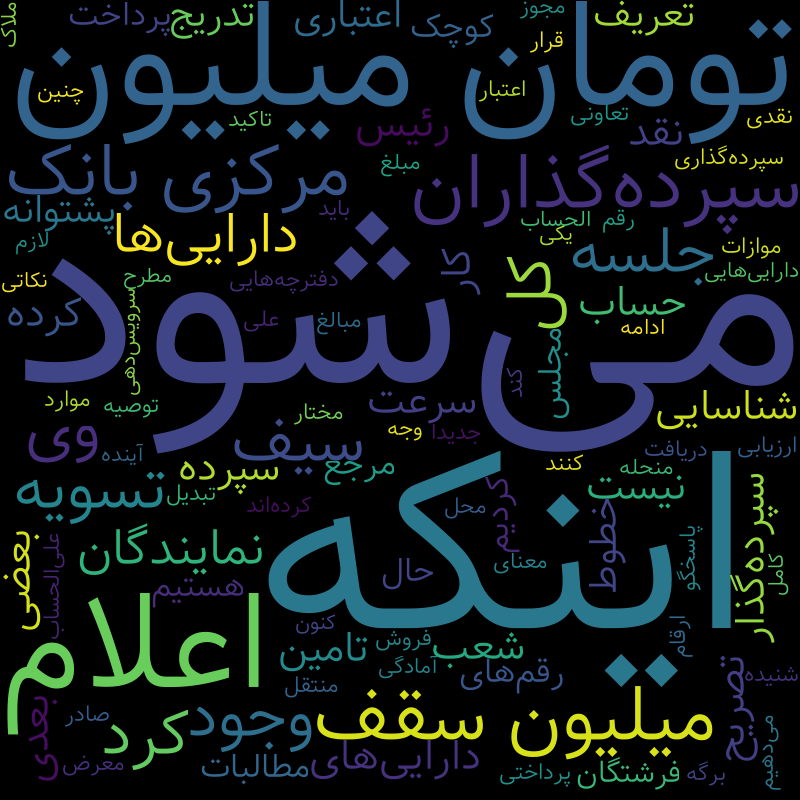 ملاک
پرداخت
تدریج
اعتباری
کوچک
مجوز
تعریف
قرار
میلیون تومان
چنین
تاکید
رئیس
اعتبار
تعاونی
نقد
نقدی
بانک مرکزی
مبلغ
سپرده‌گذاران
سپرده‌گذاری
پشتوانه
لازم
دارایی‌ها
باید
الحساب
رقم
یکی
جلسه
موازات
نکاتی
مطرح
دفترچه‌هایی
کار
کل
دارایی‌هایی
می‌شود
کرده
سرویس‌دهی
علی
مبالغ
حساب
ادامه
مجلس
موارد
توصیه
مختار
سرعت
کند
شناسایی
وی
آینده
سیف
وجه
جدیدا
دریافت
ارزیابی
تسویه
تبدیل
سپرده
مرجع
کنند
منحله
نیست
کرده‌اند
کردیم
محل
اینکه
خطوط
پاسخگو
سپرده‌گذار
کامل
بعضی
علی‌الحساب
نمایندگان
هستیم
حال
معنای
اعلام
کنون
تامین
فروش
آمادگی
شعب
رقم‌های
ارقام
تصریح
شنیده
منتقل
بعدی
صادر
کرد
وجود
سقف میلیون
می‌دهیم
معرض
مطالبات
دارایی‌های
پرداختی
فرشتگان
برگه